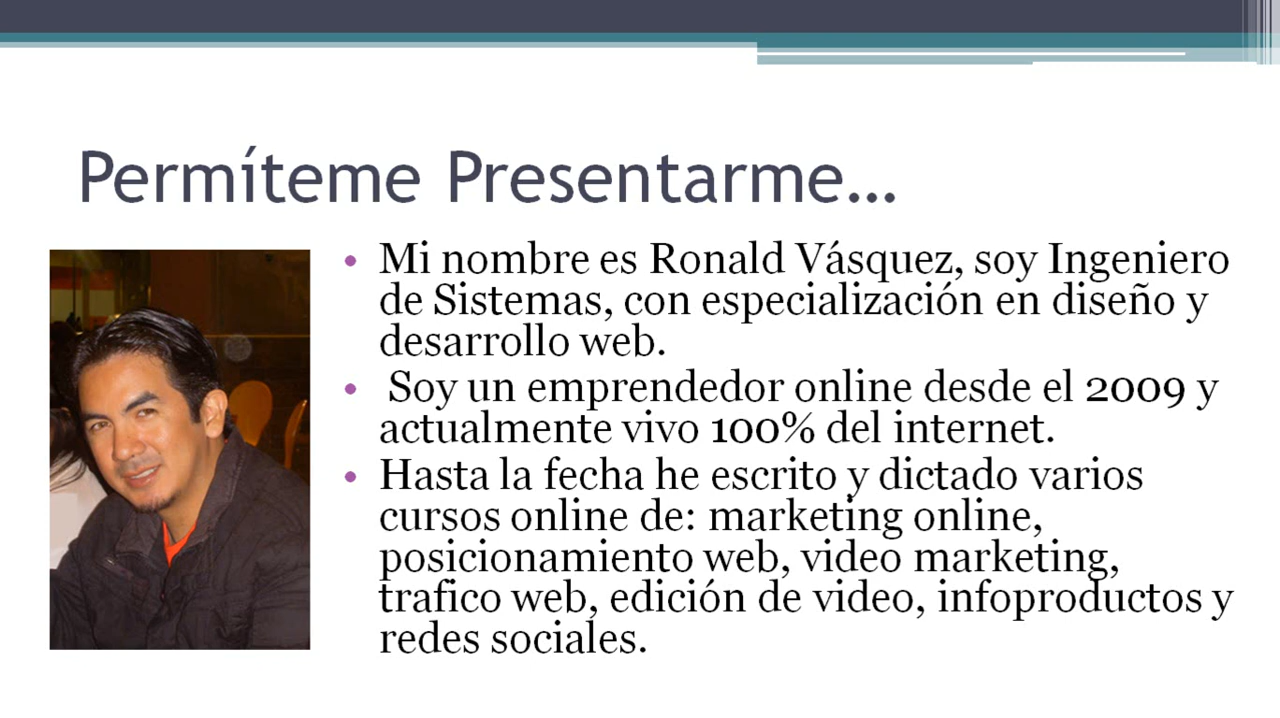 Permíteme Presentarme...
• Mi nombre es Ronald Vásquez, soy Ingeniero
de Sistemas, con especialización en diseño y
desarrollo web.
• Soy un emprendedor online desde el 2009 y
actualmente vivo 100% del internet.
• Hasta la fecha he escrito y dictado varios
cursos online de: marketing online,
posicionamiento web, video marketing,
trafico web, edición de video, infoproductos y
redes sociales.